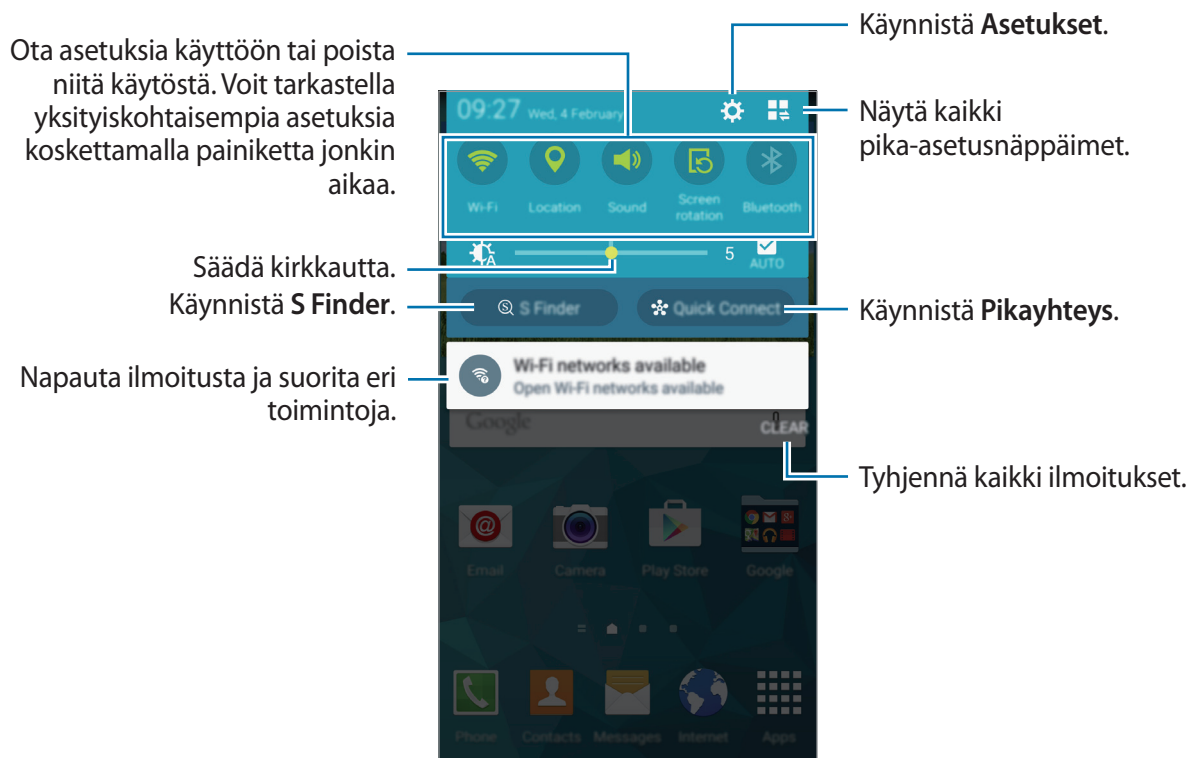 Käynnistä Asetukset.
Ota asetuksia käyttöön tai poista
niitä käytöstä. Voit tarkastella
yksityiskohtaisempia asetuksia
koskettamalla painiketta jonkin
aikaa.
Näytä kaikki
pika-asetusnäppäimet.
09:27 Wed, 4 February
Wi-Fi
Location
Sound
Screen
rotation
Bluetooth
5
AUTO
Säädä kirkkautta.
Käynnistä S Finder.
S Finder
Quick Connect
Käynnistä Pikayhteys.
Napauta ilmoitusta ja suorita eri
toimintoja.
Wi-Fi networks available
Open Wi-Fi networks available
Google
CLEAR
Tyhjennä kaikki ilmoitukset.
Email
Camera
Play Store
Google
Phone
Contacts
Messages
Internet
Apps